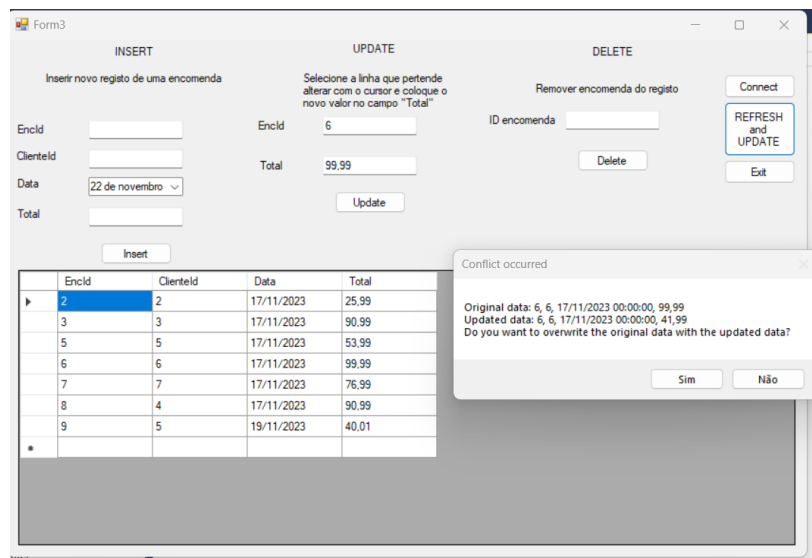 Form3
INSERT
Inserir novo registo de uma encomenda
EncId
ClienteId
Data
22 de novembro
Total
Insert
UPDATE
Selecione a linha que pertende
alterar com o cursor e coloque o
novo valor no campo "Total"
EncId
6
Total
99,99
Update
DELETE
Remover encomenda do registo
ID encomenda
Delete
Connect
REFRESH
and
UPDATE
Exit
EncId ClienteId Data Total
2 2 17/11/2023 25,99
3 3 17/11/2023 90,99
5 5 17/11/2023 53,99
6 6 17/11/2023 99,99
7 7 17/11/2023 76,99
8 4 17/11/2023 90,99
9 5 19/11/2023 40,01
Conflict occurred
Original data: 6, 6, 17/11/2023 00:00:00, 99,99
Updated data: 6, 6, 17/11/2023 00:00:00, 41,99
Do you want to overwrite the original data with the updated data?
Sim
Não